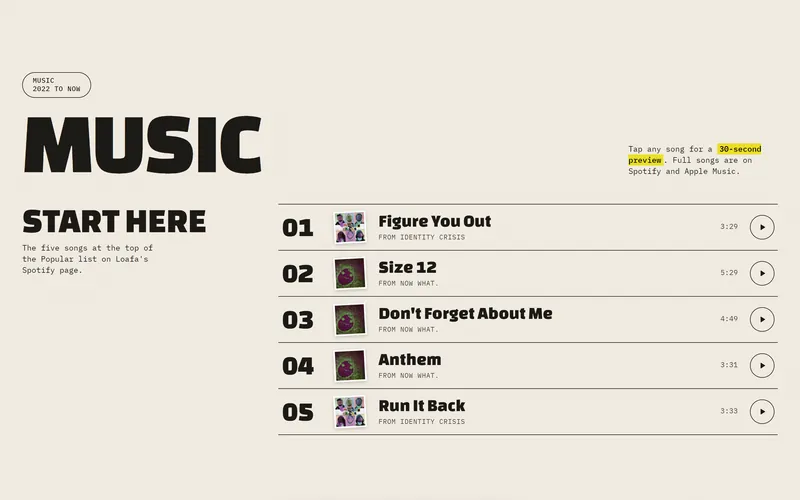 MUSIC
2022 TO NOW
MUSIC
Tap any song for a 30-second
preview. Full songs are on
Spotify and Apple Music.
START HERE
The five songs at the top of
the Popular list on Loafa's
Spotify page.
01 Figure You Out 3:29
FROM IDENTITY CRISIS
02 Size 12 5:29
FROM NOW WHAT.
03 Don't Forget About Me 4:49
FROM NOW WHAT.
04 Anthem 3:31
FROM NOW WHAT.
05 Run It Back 3:33
FROM IDENTITY CRISIS